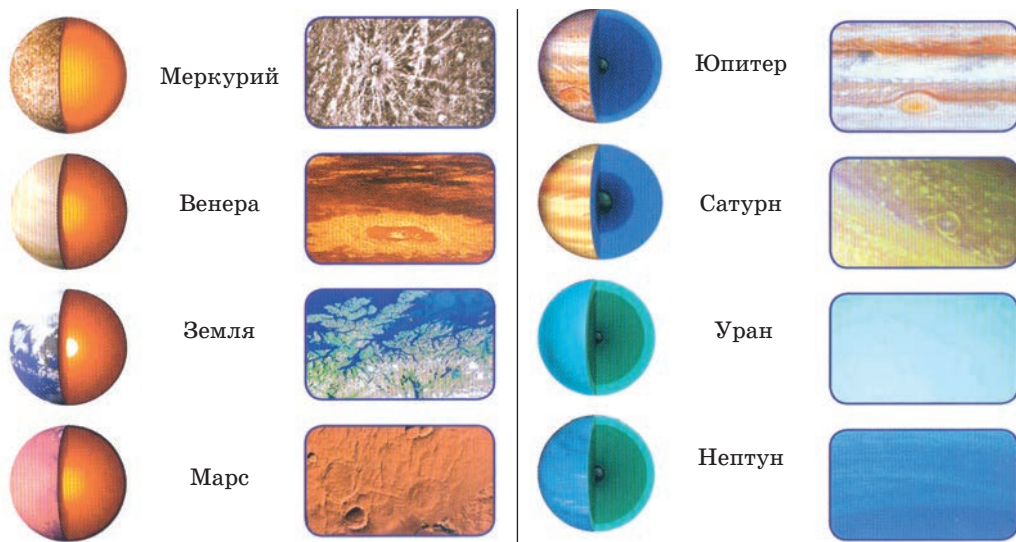 Меркурий
Венера
Земля
Марс
Юпитер
Сатурн
Уран
Нептун